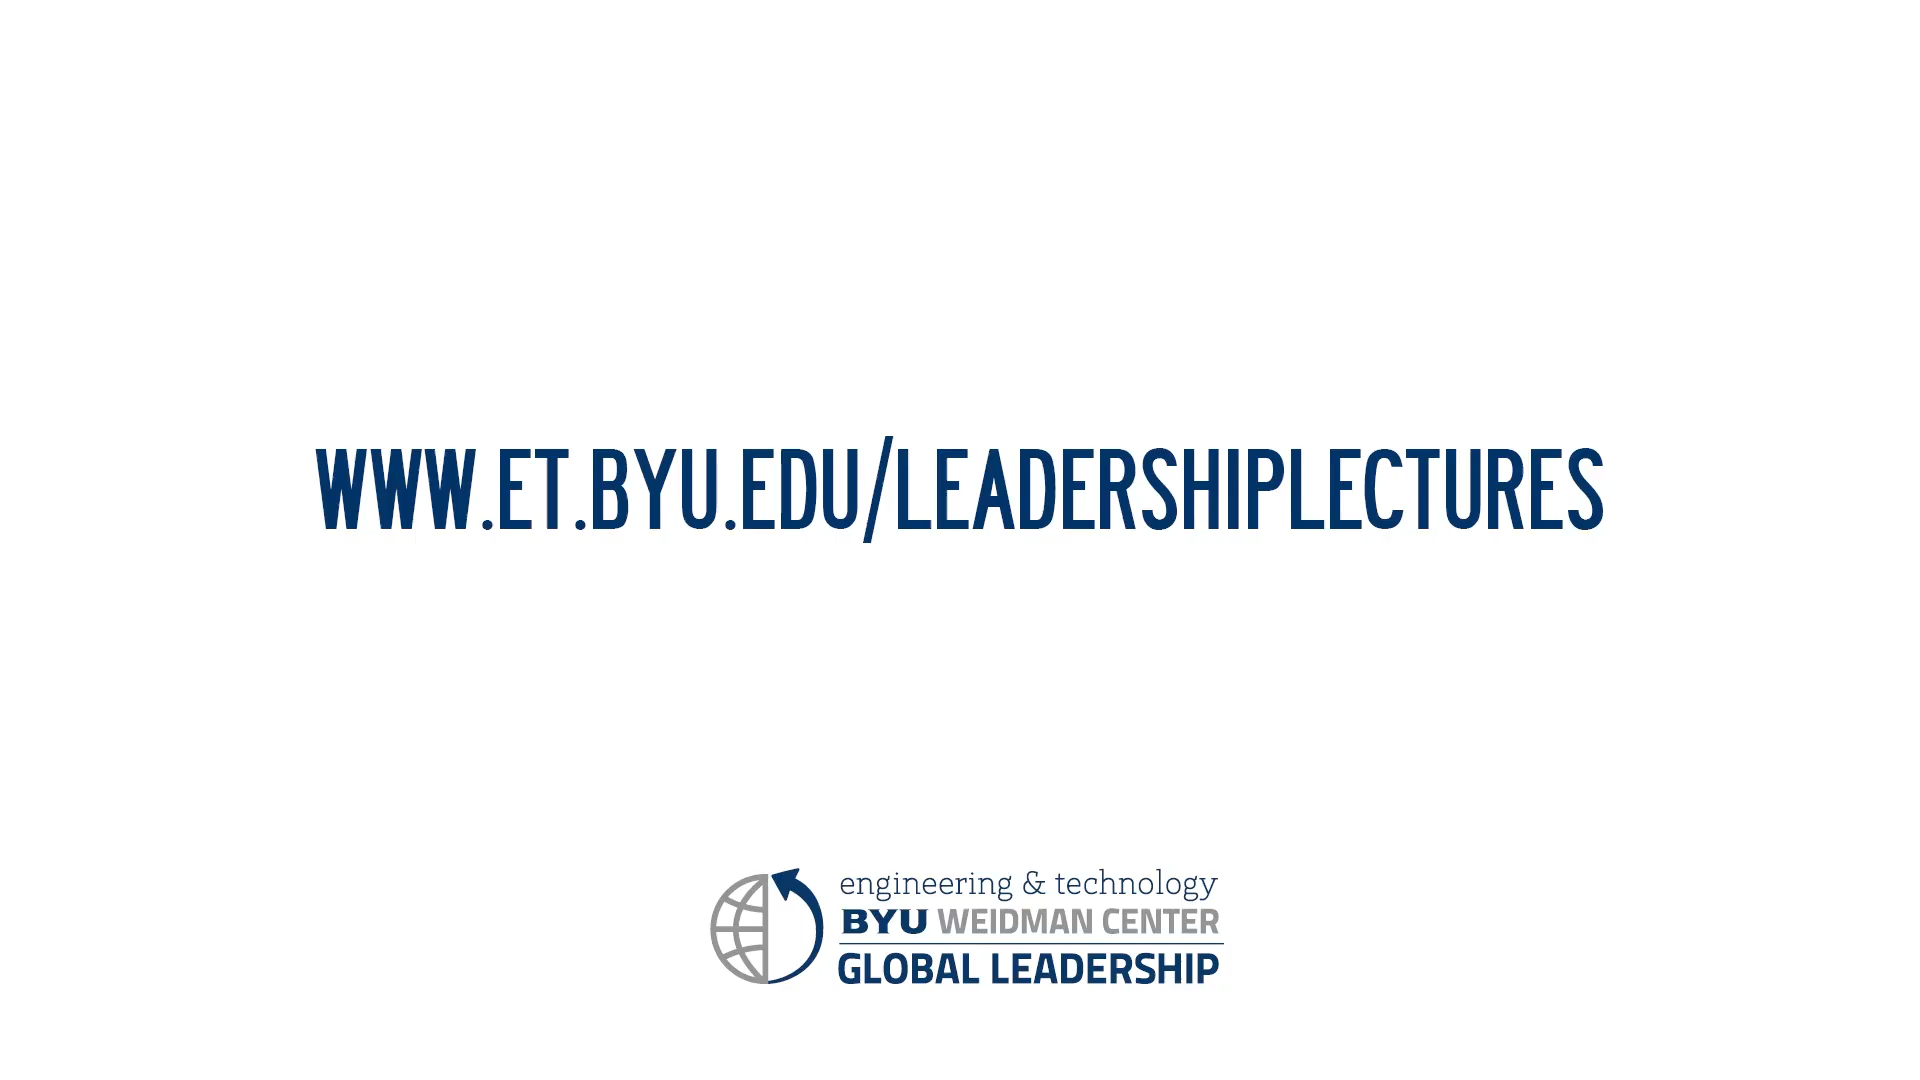 WWW.ET.BYU.EDU/LEADERSHIPLECTURES
engineering & technology
BYU WEIDMAN CENTER
GLOBAL LEADERSHIP